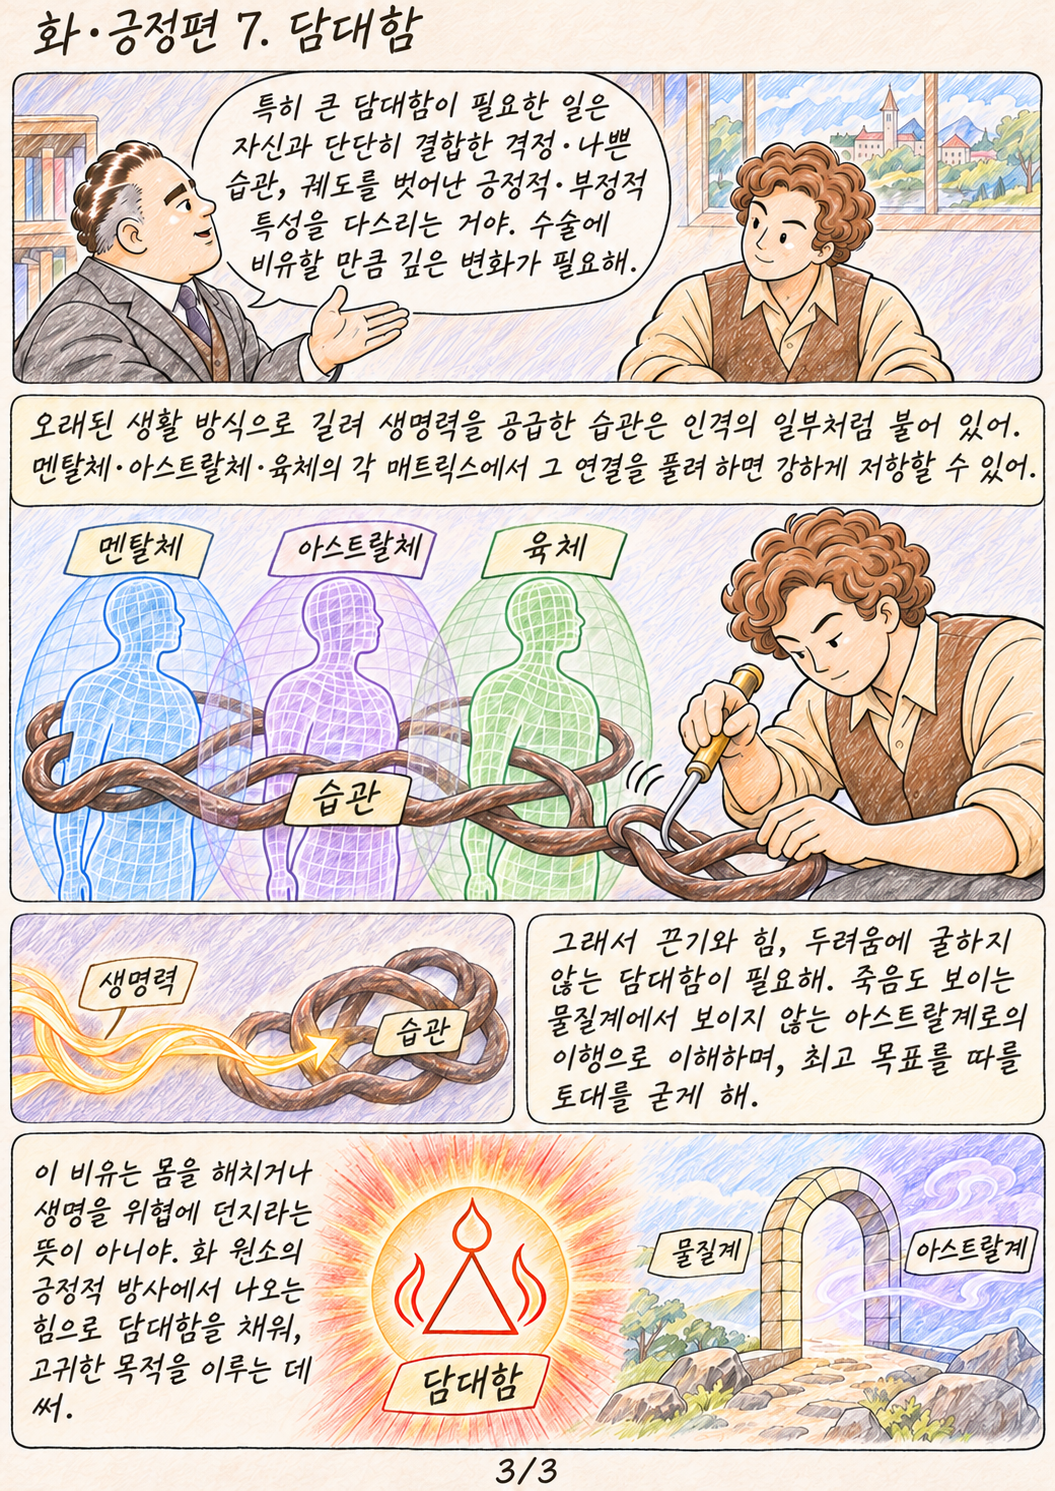 화·긍정편 7. 담대함
특히 큰 담대함이 필요한 일은
자신과 단단히 결합한 격정·나쁜
습관, 궤도를 벗어난 긍정적·부정적
특성을 다스리는 거야. 수술에
비유할 만큼 깊은 변화가 필요해.
오래된 생활 방식으로 길러 생명력을 공급한 습관은 인격의 일부처럼 붙어 있어.
멘탈체·아스트랄체·육체의 각 매트릭스에서 그 연결을 풀려 하면 강하게 저항할 수 있어.
멘탈체
아스트랄체
육체
습관
생명력
습관
그래서 끈기와 힘, 두려움에 굴하지
않는 담대함이 필요해. 죽음도 보이는
물질계에서 보이지 않는 아스트랄계로의
이행으로 이해하며, 최고 목표를 따를
토대를 굳게 해.
이 비유는 몸을 해치거나
생명을 위협에 던지라는
뜻이 아니야. 화 원소의
긍정적 방사에서 나오는
힘으로 담대함을 채워,
고귀한 목적을 이루는 데
써.
담대함
물질계
아스트랄계
3/3